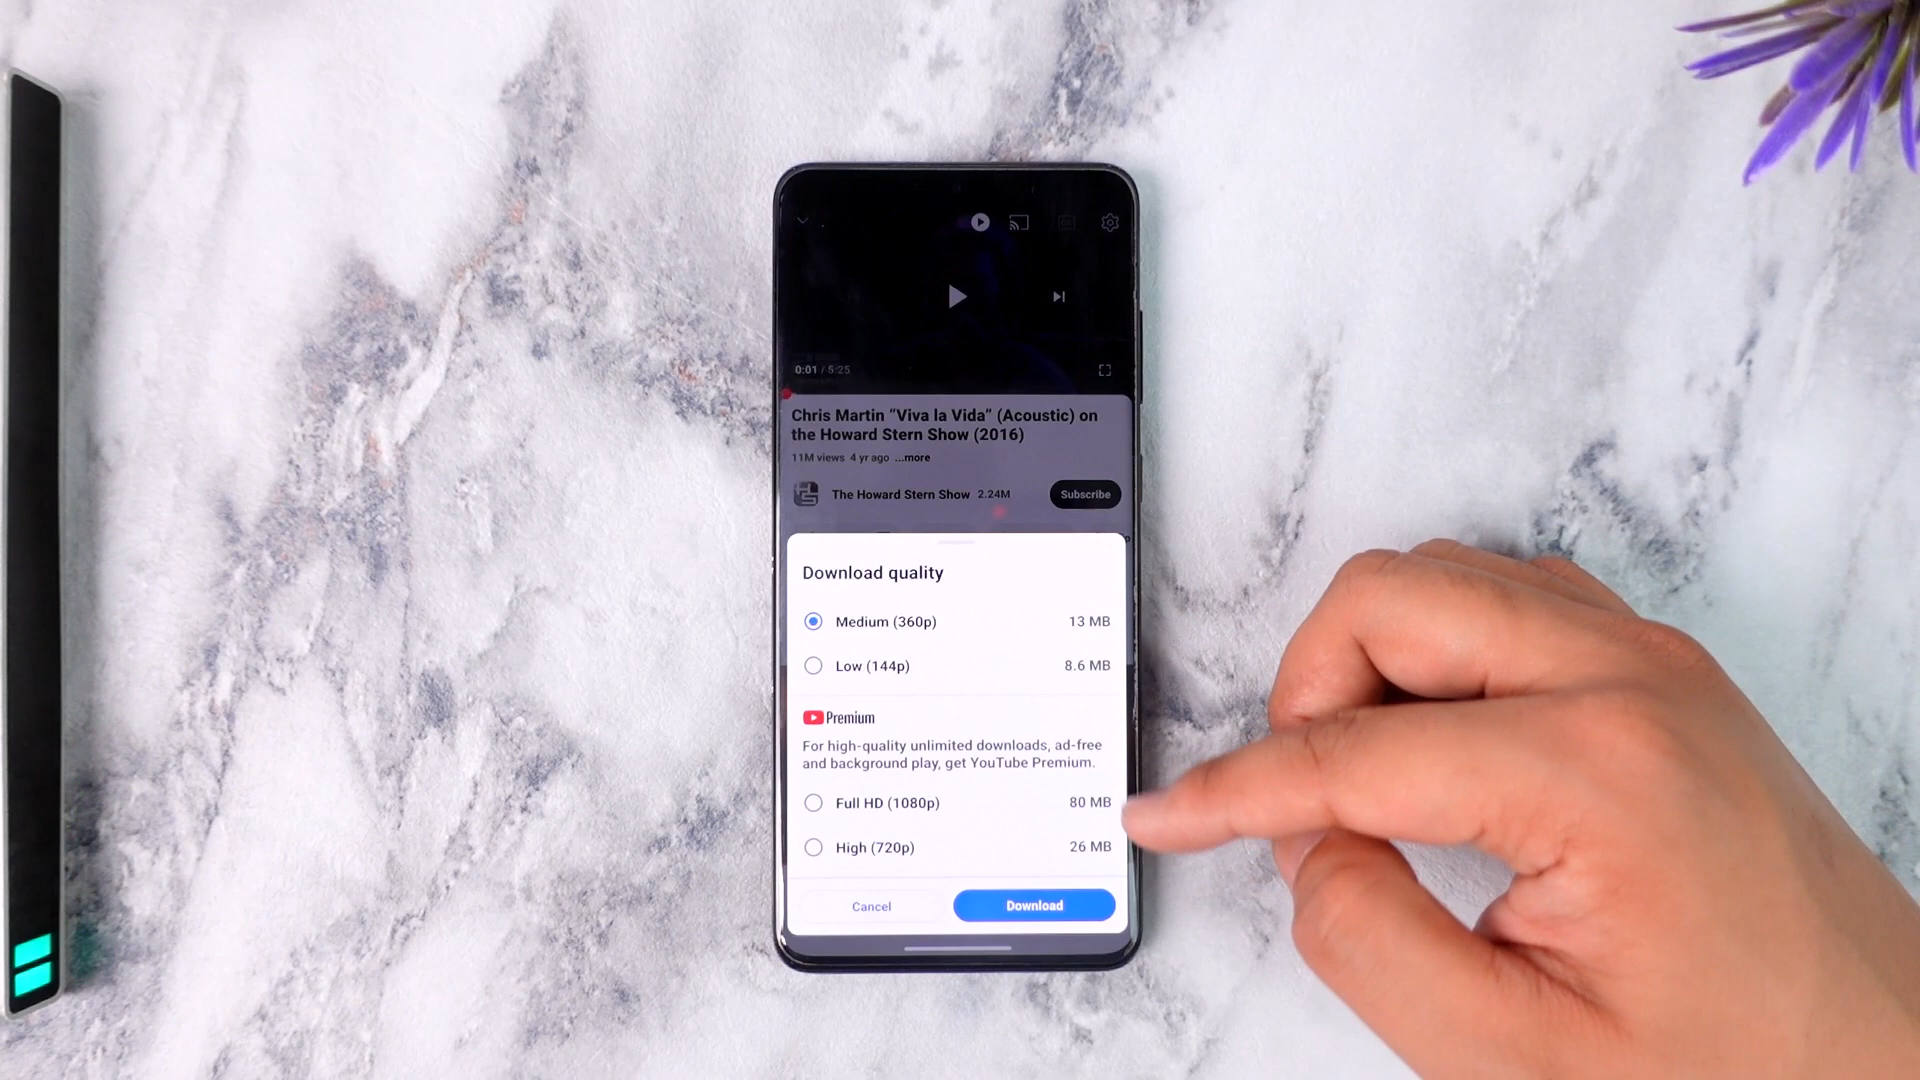 0:01 / 5:25
Chris Martin “Viva la Vida” (Acoustic) on
the Howard Stern Show (2016)
11M views 4 yr ago ...more
The Howard Stern Show 2.24M
Subscribe
Download quality
Medium (360p) 13 MB
Low (144p) 8.6 MB
Premium
For high-quality unlimited downloads, ad-free
and background play, get YouTube Premium.
Full HD (1080p) 80 MB
High (720p) 26 MB
Cancel
Download